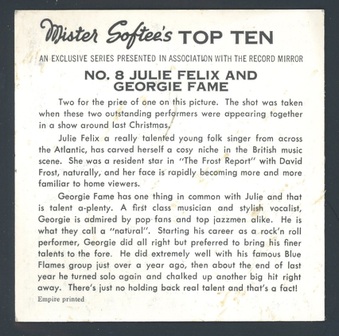 Mister Softee's TOP TEN
AN EXCLUSIVE SERIES PRESENTED IN ASSOCIATION WITH THE RECORD MIRROR
NO. 8 JULIE FELIX AND
GEORGIE FAME
Two for the price of one on this picture. The shot was taken
when these two outstanding performers were appearing together
in a show around last Christmas.
Julie Felix a really talented young folk singer from across
the Atlantic, has carved herself a cosy niche in the British music
scene. She was a resident star in "The Frost Report" with David
Frost, naturally, and her face is rapidly becoming more and more
familiar to home viewers.
Georgie Fame has one thing in common with Julie and that
is talent a-plenty. A first class musician and stylish vocalist,
Georgie is admired by pop fans and top jazzmen alike. He is
what they call a "natural". Starting his career as a rock'n roll
performer, Georgie did all right but preferred to bring his finer
talents to the fore. He did extremely well with his famous Blue
Flames group just over a year ago, then about the end of last
year he turned solo again and chalked up another big hit right
away. There's just no holding back real talent and that's a fact!
Empire printed